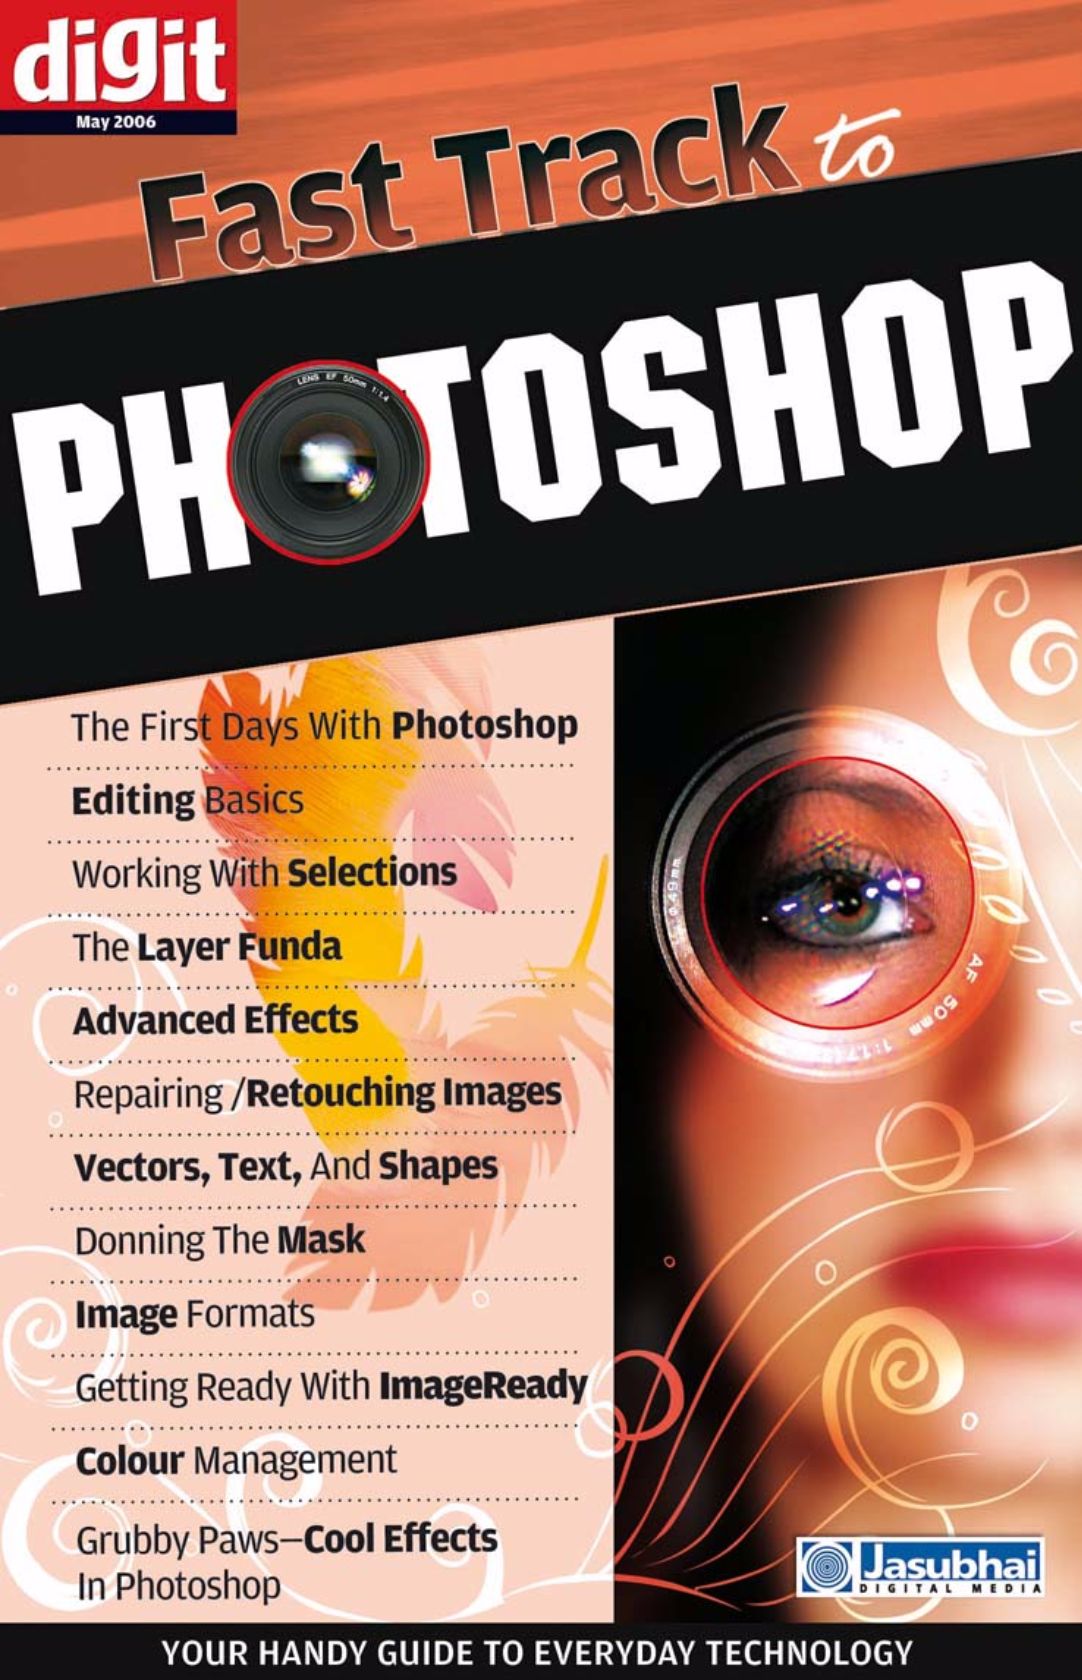 digit
May 2006
Fast Track to
PHOTOSHOP
LENS EF 50mm 1:1.4
The First Days With Photoshop
Editing Basics
Working With Selections
The Layer Funda
Advanced Effects
Repairing /Retouching Images
Vectors, Text, And Shapes
Donning The Mask
Image Formats
Getting Ready With ImageReady
Colour Management
Grubby Paws–Cool Effects
In Photoshop
AF 50mm
Jasubhai
DIGITAL MEDIA
YOUR HANDY GUIDE TO EVERYDAY TECHNOLOGY